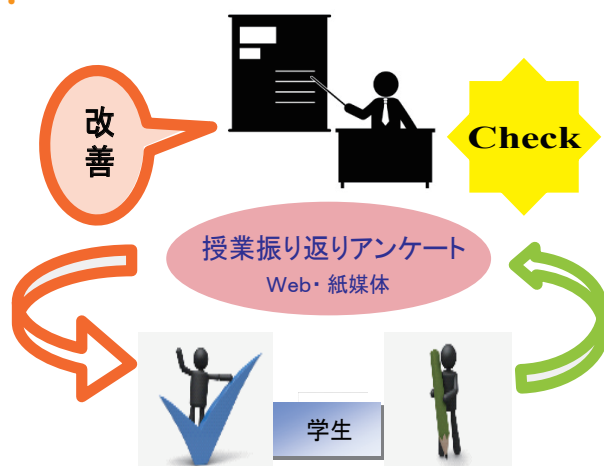 改
善
Check
授業振り返りアンケート
Web・紙媒体
学生